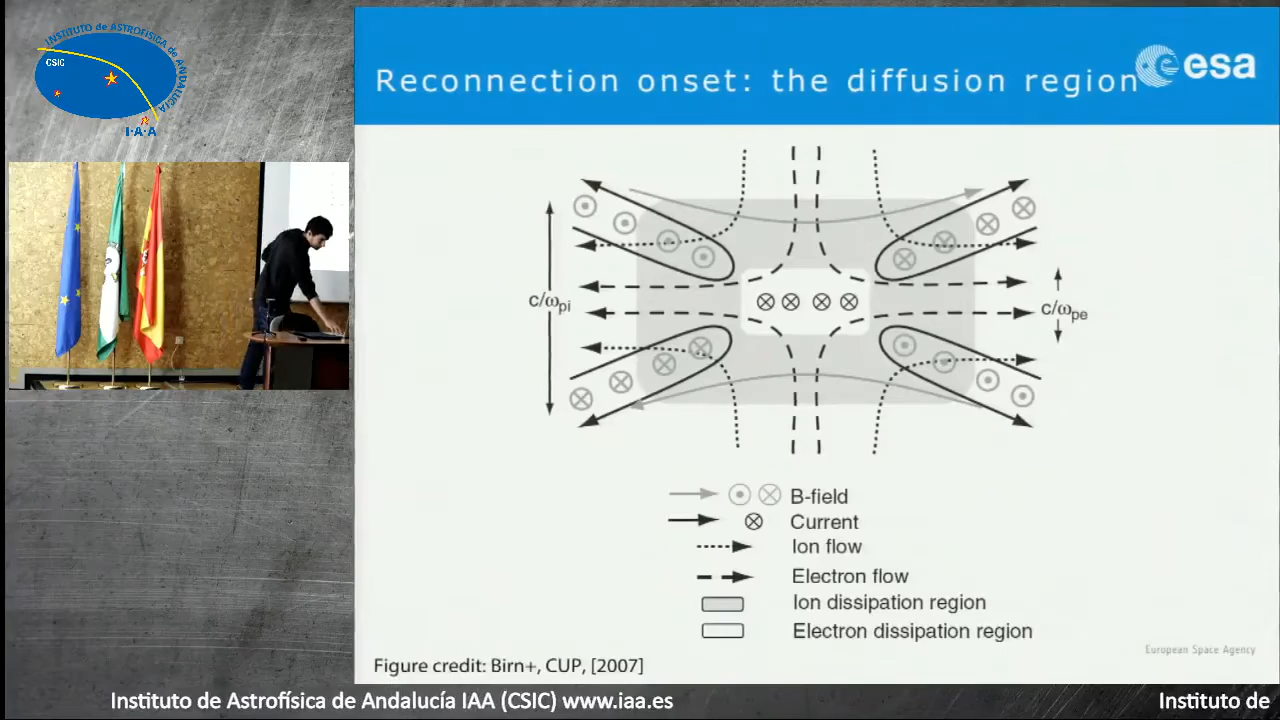 INSTITUTO de ASTROFÍSICA de ANDALUCÍA
CSIC
I-A-A
Reconnection onset: the diffusion region
esa
c/ωpi
c/ωpe
B-field
Current
Ion flow
Electron flow
Ion dissipation region
Electron dissipation region
European Space Agency
Figure credit: Birn+, CUP, [2007]
Instituto de Astrofísica de Andalucía IAA (CSIC) www.iaa.es
Instituto de